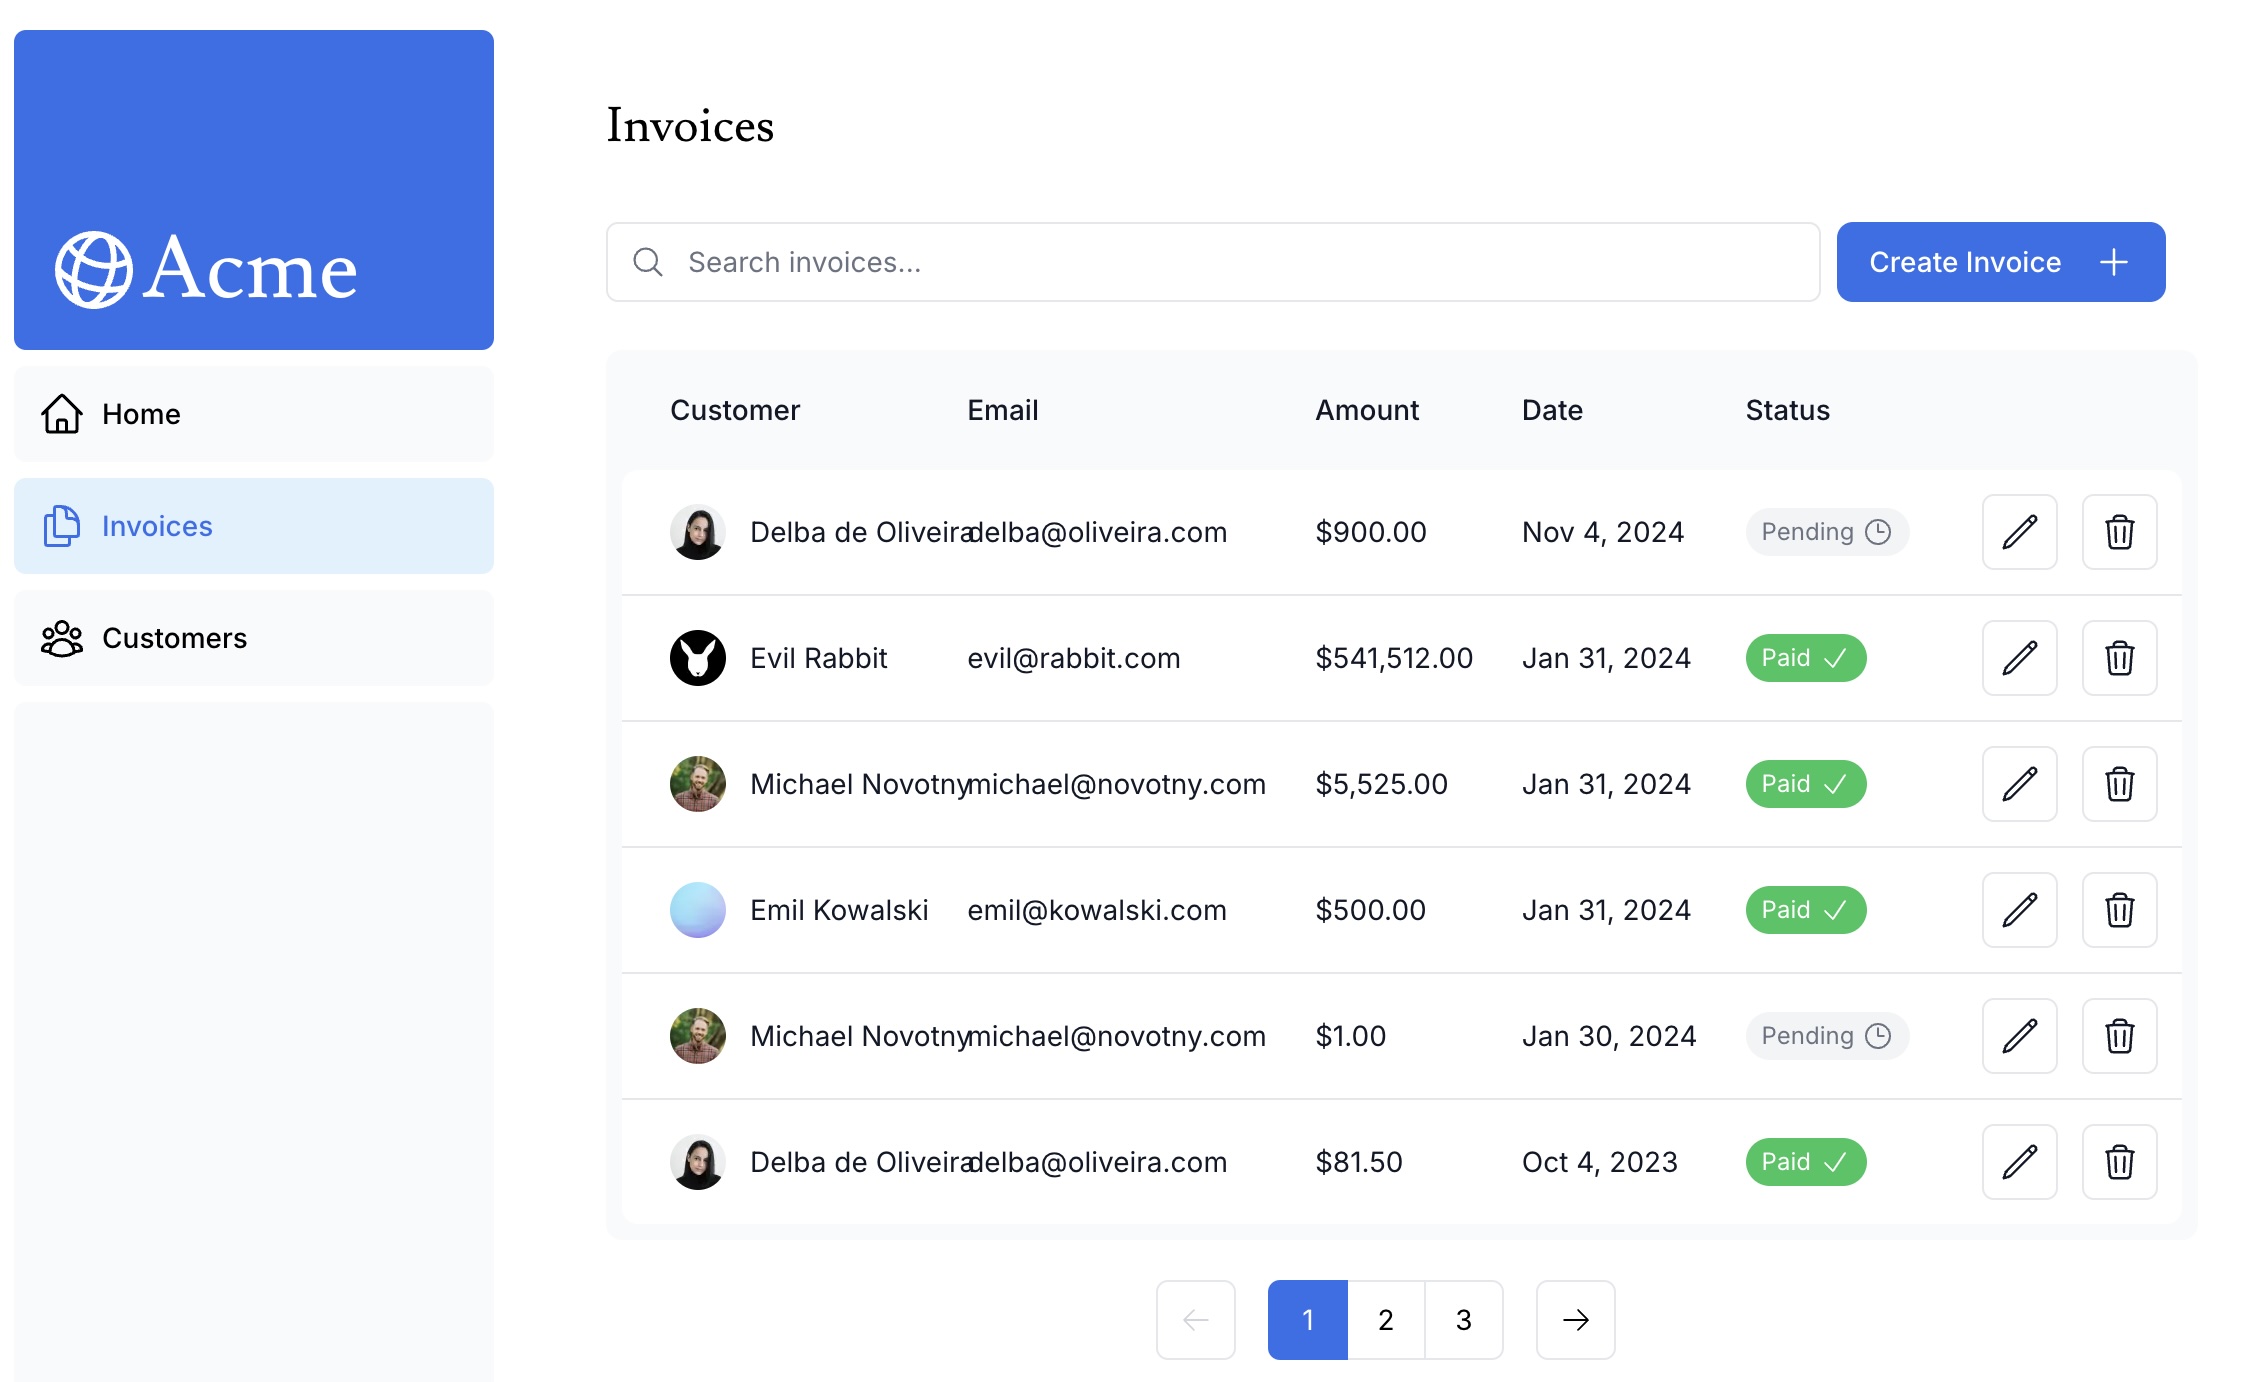 Acme
Home
Invoices
Customers
Invoices
Search invoices...
Create Invoice
Customer Email Amount Date Status
Delba de Oliveira delba@oliveira.com $900.00 Nov 4, 2024 Pending
Evil Rabbit evil@rabbit.com $541,512.00 Jan 31, 2024 Paid
Michael Novotny michael@novotny.com $5,525.00 Jan 31, 2024 Paid
Emil Kowalski emil@kowalski.com $500.00 Jan 31, 2024 Paid
Michael Novotny michael@novotny.com $1.00 Jan 30, 2024 Pending
Delba de Oliveira delba@oliveira.com $81.50 Oct 4, 2023 Paid
1 2 3